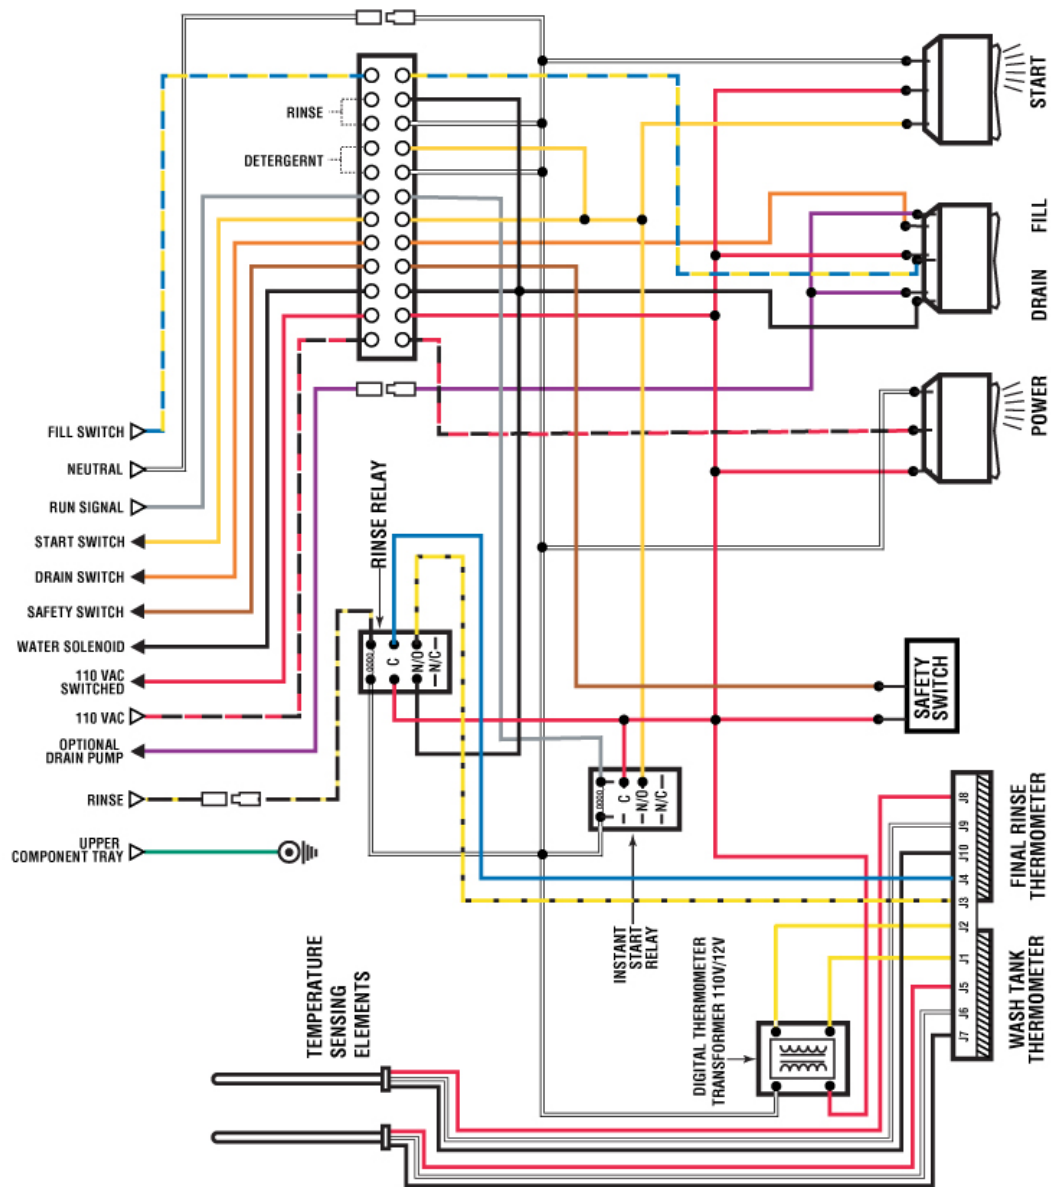 START
RINSE
DETERGERNT
FILL
DRAIN
POWER
FILL SWITCH
NEUTRAL
RUN SIGNAL
START SWITCH
DRAIN SWITCH
SAFETY SWITCH
WATER SOLENOID
110 VAC
SWITCHED
110 VAC
OPTIONAL
DRAIN PUMP
RINSE
UPPER
COMPONENT TRAY
RINSE RELAY
0000
C
N/O
N/C
SAFETY
SWITCH
0000
C
N/O
N/C
INSTANT
START
RELAY
J8
J9
J10
J4
J3
J2
J1
J5
J6
J7
FINAL RINSE
THERMOMETER
WASH TANK
THERMOMETER
DIGITAL THERMOMETER
TRANSFORMER 110V/12V
TEMPERATURE
SENSING
ELEMENTS